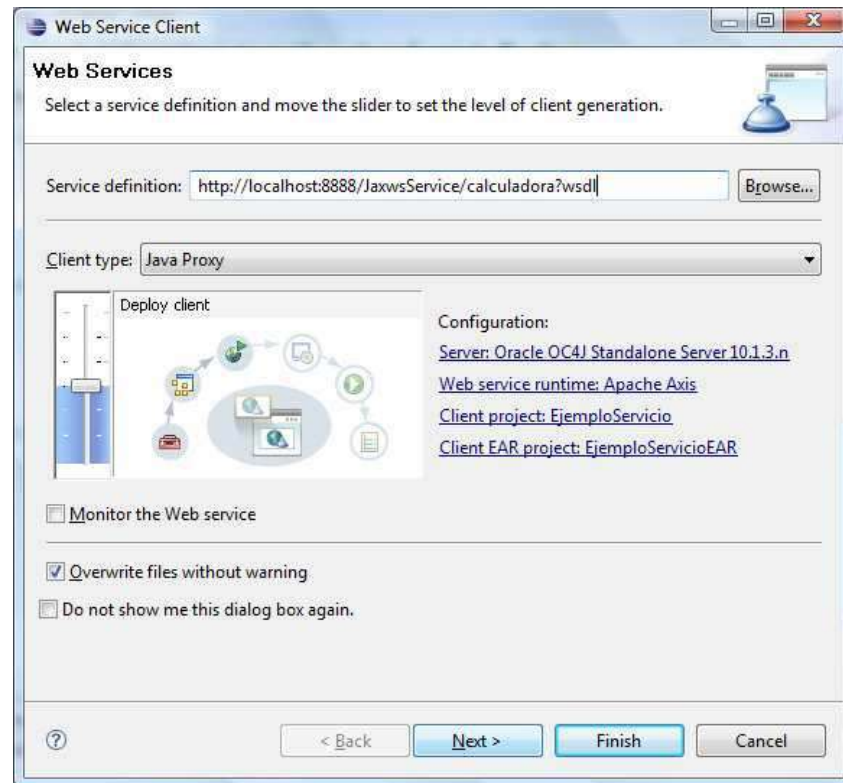 Web Service Client
Web Services
Select a service definition and move the slider to set the level of client generation.
Service definition: http://localhost:8888/JaxwsService/calculadora?wsdl Browse...
Client type: Java Proxy
Deploy client
Configuration:
Server: Oracle OC4J Standalone Server 10.1.3.n
Web service runtime: Apache Axis
Client project: EjemploServicio
Client EAR project: EjemploServicioEAR
Monitor the Web service
Overwrite files without warning
Do not show me this dialog box again.
? < Back Next > Finish Cancel